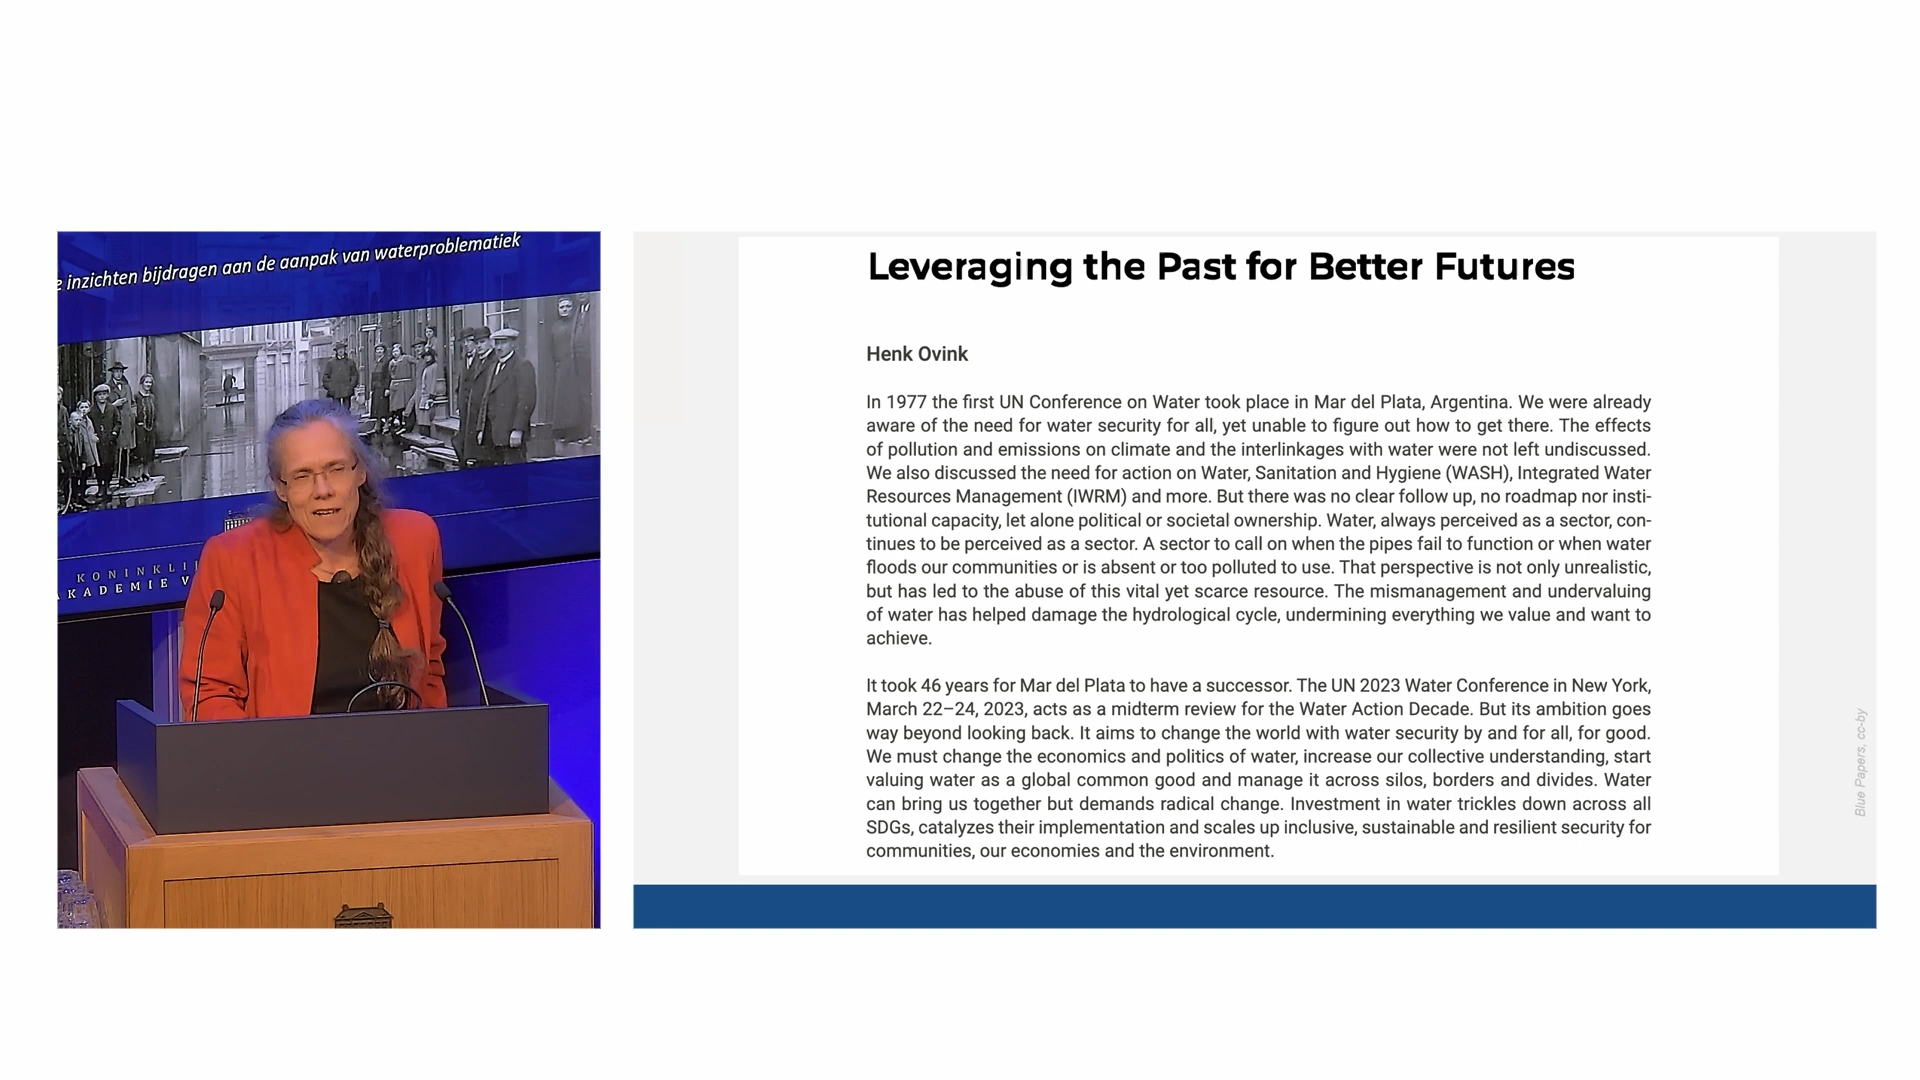 inzichten bijdragen aan de aanpak van waterproblematiek
KONINKLI
AKADEMIE V
Leveraging the Past for Better Futures
Henk Ovink
In 1977 the first UN Conference on Water took place in Mar del Plata, Argentina. We were already
aware of the need for water security for all, yet unable to figure out how to get there. The effects
of pollution and emissions on climate and the interlinkages with water were not left undiscussed.
We also discussed the need for action on Water, Sanitation and Hygiene (WASH), Integrated Water
Resources Management (IWRM) and more. But there was no clear follow up, no roadmap nor insti-
tutional capacity, let alone political or societal ownership. Water, always perceived as a sector, con-
tinues to be perceived as a sector. A sector to call on when the pipes fail to function or when water
floods our communities or is absent or too polluted to use. That perspective is not only unrealistic,
but has led to the abuse of this vital yet scarce resource. The mismanagement and undervaluing
of water has helped damage the hydrological cycle, undermining everything we value and want to
achieve.
It took 46 years for Mar del Plata to have a successor. The UN 2023 Water Conference in New York,
March 22–24, 2023, acts as a midterm review for the Water Action Decade. But its ambition goes
way beyond looking back. It aims to change the world with water security by and for all, for good.
We must change the economics and politics of water, increase our collective understanding, start
valuing water as a global common good and manage it across silos, borders and divides. Water
can bring us together but demands radical change. Investment in water trickles down across all
SDGs, catalyzes their implementation and scales up inclusive, sustainable and resilient security for
communities, our economies and the environment.
Blue Papers, cc-by